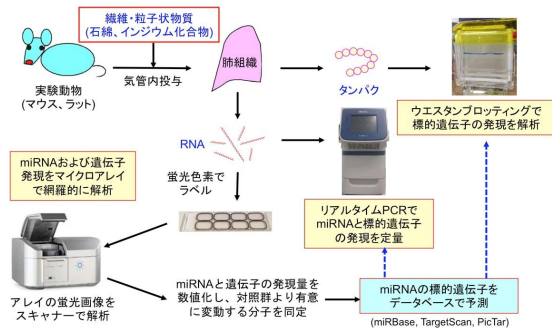 繊維・粒子状物質
(石綿、インジウム化合物)
実験動物
(マウス、ラット)
気管内投与
肺組織
タンパク
ウエスタンブロッティングで
標的遺伝子の発現を解析
RNA
miRNAおよび遺伝子
発現をマイクロアレイ
で網羅的に解析
蛍光色素で
ラベル
リアルタイムPCRで
miRNAと標的遺伝子
の発現を定量
アレイの蛍光画像を
スキャナーで解析
miRNAと遺伝子の発現量を
数値化し、対照群より有意
に変動する分子を同定
miRNAの標的遺伝子を
データベースで予測
(miRBase, TargetScan, PicTar)